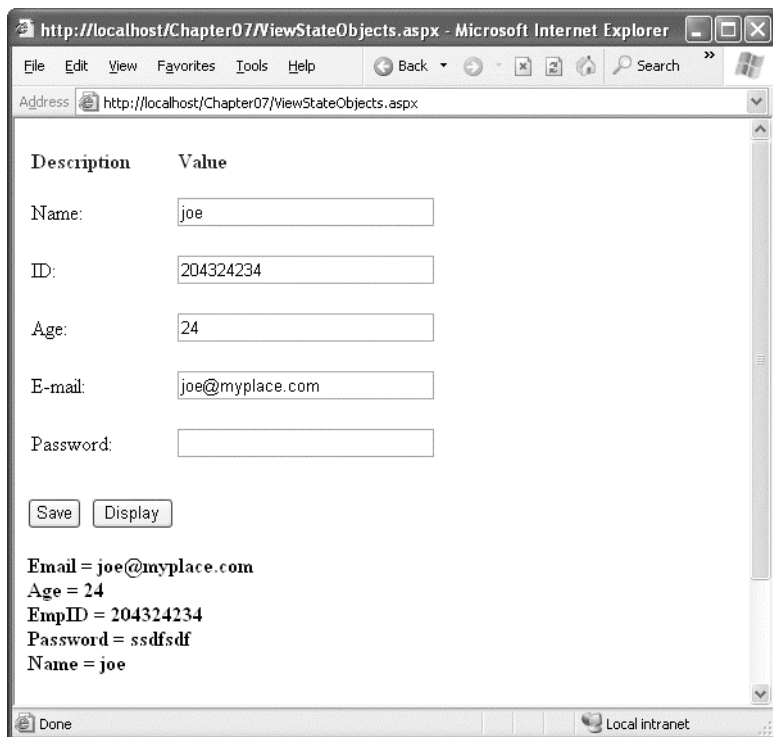 http://localhost/Chapter07/ViewStateObjects.aspx - Microsoft Internet Explorer
File Edit View Favorites Tools Help Back Search »
Address http://localhost/Chapter07/ViewStateObjects.aspx
Description Value
Name: joe
ID: 204324234
Age: 24
E-mail: joe@myplace.com
Password:
Save Display
Email = joe@myplace.com
Age = 24
EmpID = 204324234
Password = ssdfsdf
Name = joe
Done Local intranet